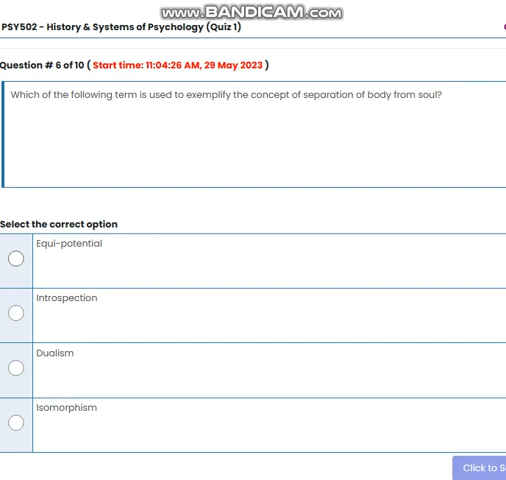 www.BANDICAM.com
PSY502 - History & Systems of Psychology (Quiz 1)
Question # 6 of 10 ( Start time: 11:04:26 AM, 29 May 2023 )
Which of the following term is used to exemplify the concept of separation of body from soul?
Select the correct option
Equi-potential
Introspection
Dualism
Isomorphism
Click to S